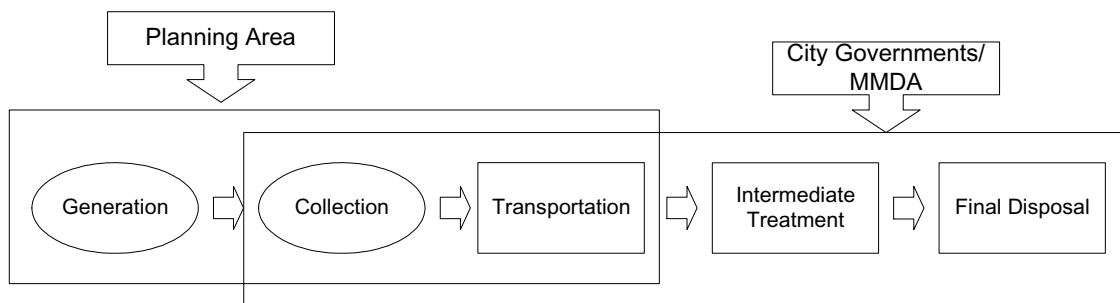 Planning Area
City Governments/
MMDA
Generation
Collection
Transportation
Intermediate
Treatment
Final Disposal